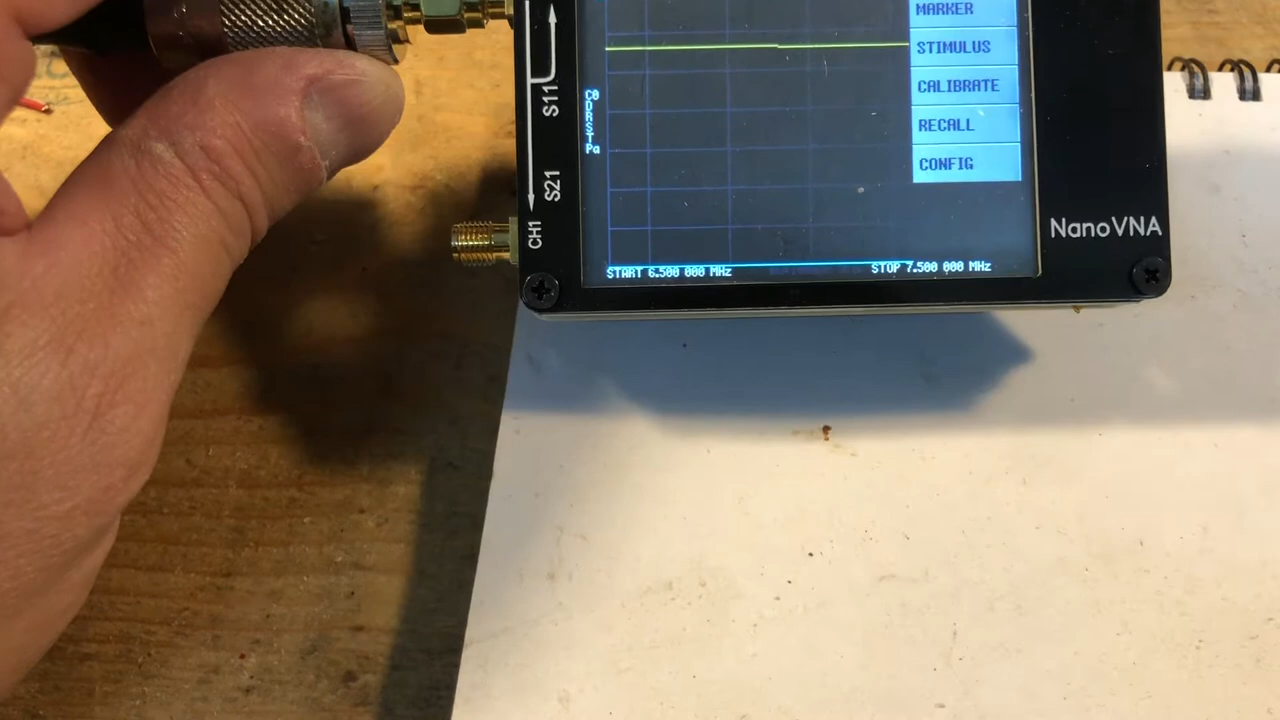 MARKER
STIMULUS
CALIBRATE
RECALL
CONFIG
S11
S21
CH1
C0
D
R
S
T
Pa
START 6.500 000 MHz
STOP 7.500 000 MHz
NanoVNA